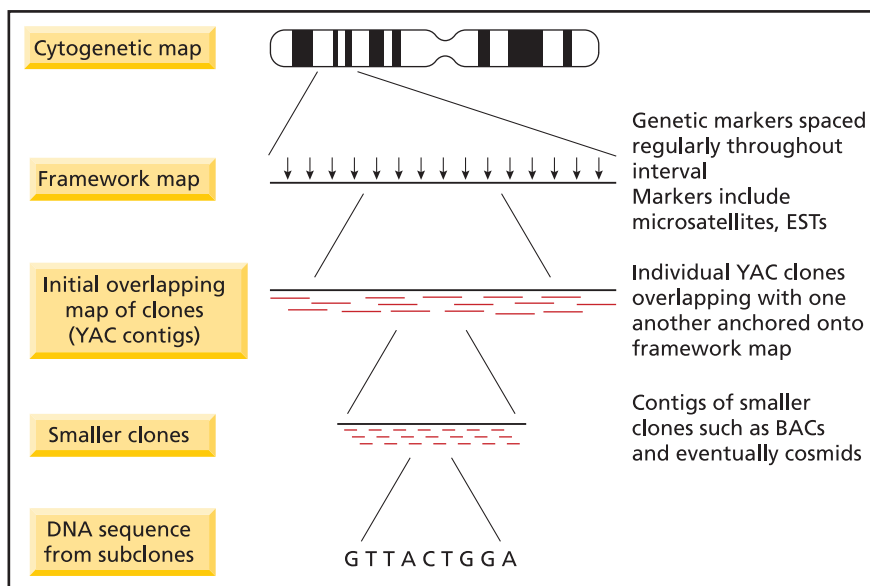 Cytogenetic map
Genetic markers spaced
regularly throughout
interval
Markers include
microsatellites, ESTs
Framework map
Initial overlapping
map of clones
(YAC contigs)
Individual YAC clones
overlapping with one
another anchored onto
framework map
Smaller clones
Contigs of smaller
clones such as BACs
and eventually cosmids
DNA sequence
from subclones
G T T A C T G G A